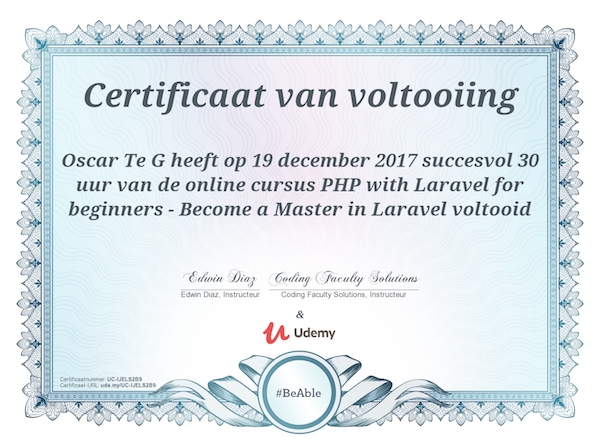 Certificaat van voltooiing
Oscar Te G heeft op 19 december 2017 succesvol 30
uur van de online cursus PHP with Laravel for
beginners - Become a Master in Laravel voltooid
Edwin Diaz Coding Faculty Solutions
Edwin Diaz, Instructeur Coding Faculty Solutions, Instructeur
&
Udemy
Certificaatnummer: UC-IJELS2B9
Certificaat-URL: ude.my/UC-IJELS2B9
#BeAble